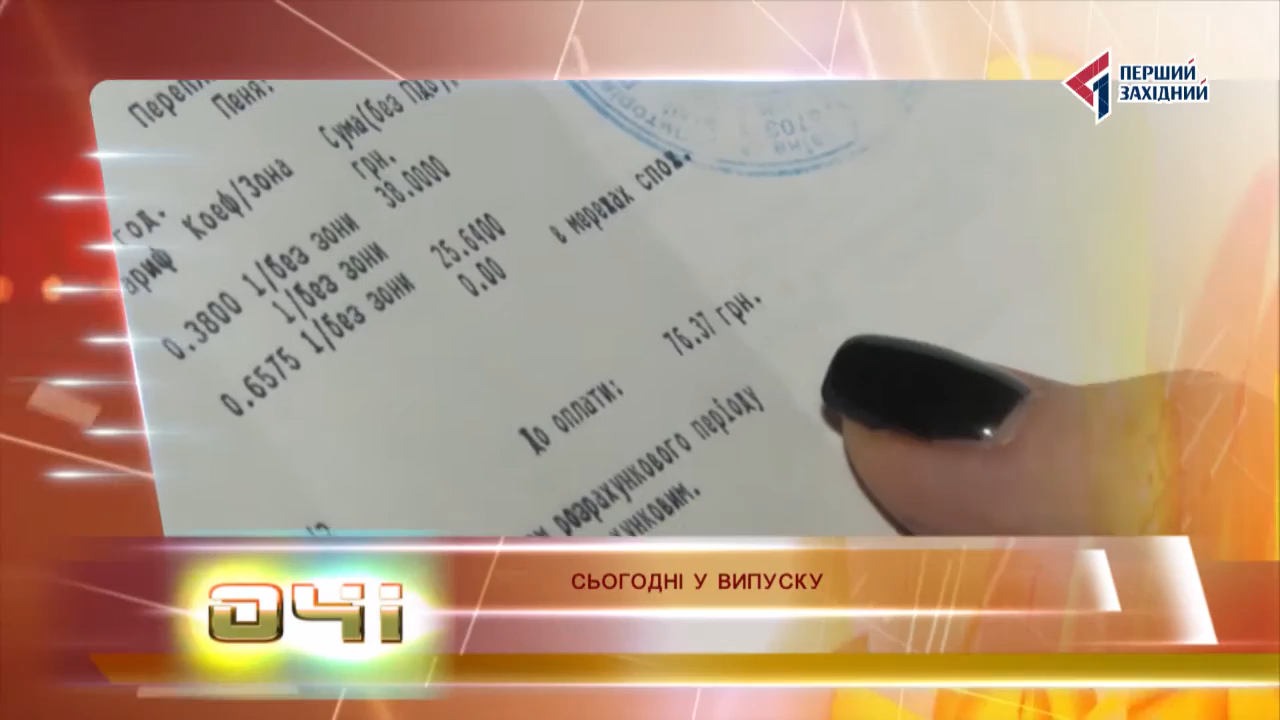 ПЕРШИЙ
ЗАХІДНИЙ
Пеня:
Сума(без Пдв),
грн.
год.
Коеф/Зона
0.3800 1/без зони 38.0000
1/без зони 25.6400
0.6575 1/без зони 0.00
в мережах спож.
До оплати: 76.37 грн.
розрахункового періоду
ОЧІ
СЬОГОДНІ У ВИПУСКУ